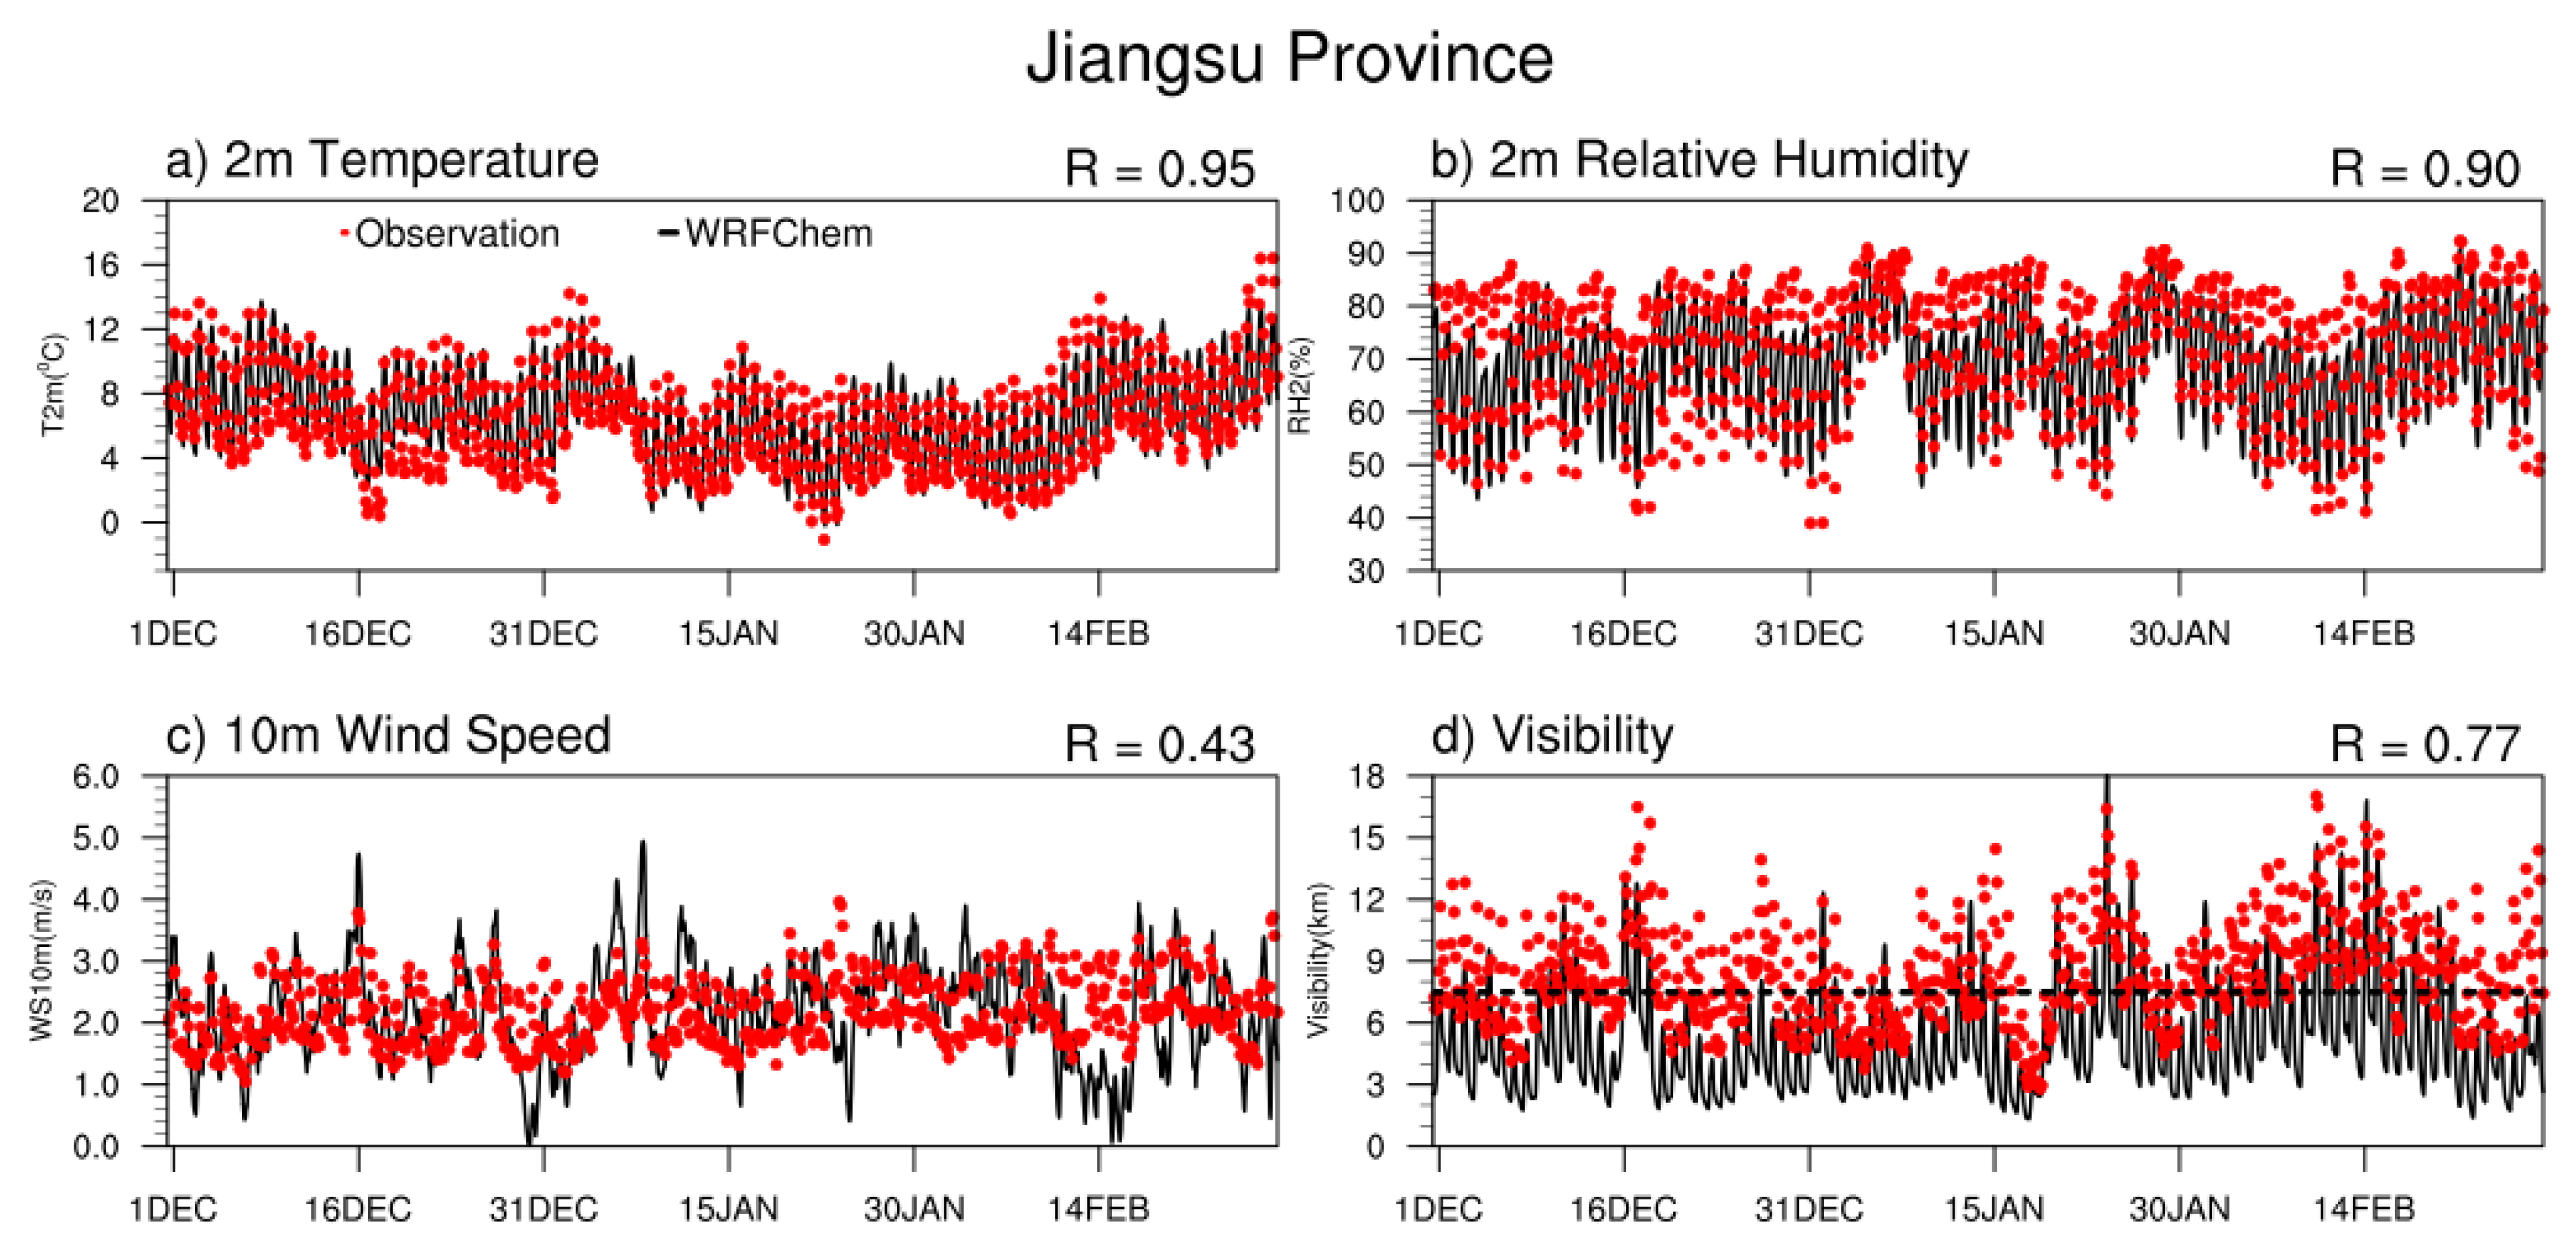 Jiangsu Province
a) 2m Temperature
R = 0.95
Observation
WRFChem
T2m(⁰C)
20
16
12
8
4
0
1DEC 16DEC 31DEC 15JAN 30JAN 14FEB
b) 2m Relative Humidity
R = 0.90
RH2(%)
100
90
80
70
60
50
40
30
1DEC 16DEC 31DEC 15JAN 30JAN 14FEB
c) 10m Wind Speed
R = 0.43
WS10m(m/s)
6.0
5.0
4.0
3.0
2.0
1.0
0.0
1DEC 16DEC 31DEC 15JAN 30JAN 14FEB
d) Visibility
R = 0.77
Visibility(km)
18
15
12
9
6
3
0
1DEC 16DEC 31DEC 15JAN 30JAN 14FEB